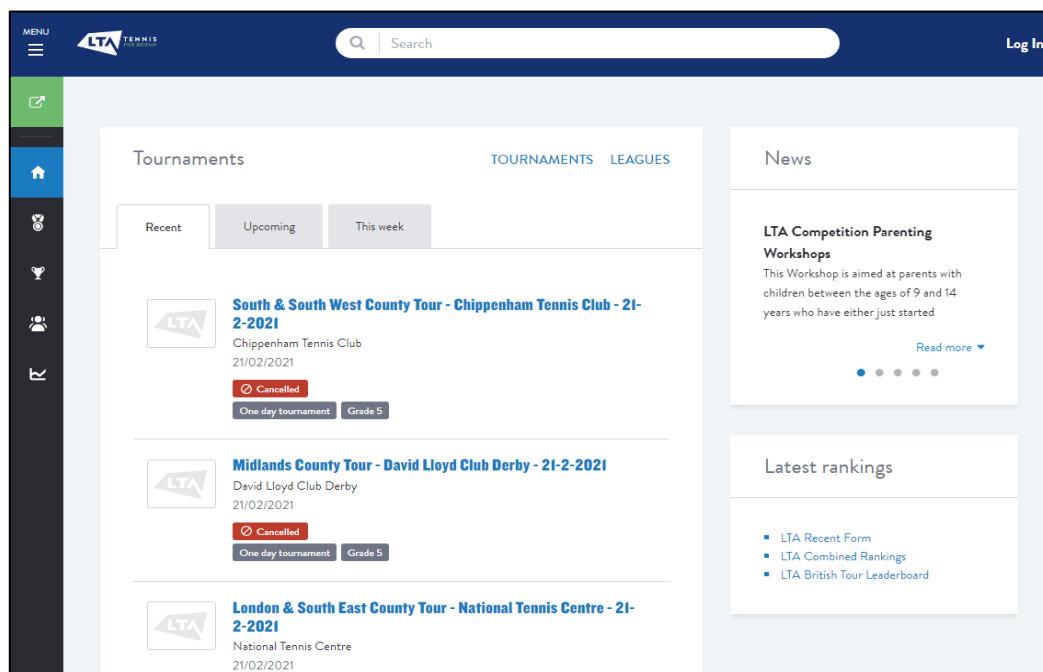 MENU
LTA TENNIS
FOR BRITAIN
Search
Log In
Tournaments
TOURNAMENTS LEAGUES
Recent
Upcoming
This week
LTA
South & South West County Tour - Chippenham Tennis Club - 21-
2-2021
Chippenham Tennis Club
21/02/2021
Cancelled
One day tournament Grade 5
LTA
Midlands County Tour - David Lloyd Club Derby - 21-2-2021
David Lloyd Club Derby
21/02/2021
Cancelled
One day tournament Grade 5
LTA
London & South East County Tour - National Tennis Centre - 21-
2-2021
National Tennis Centre
21/02/2021
News
LTA Competition Parenting
Workshops
This Workshop is aimed at parents with
children between the ages of 9 and 14
years who have either just started
Read more
Latest rankings
LTA Recent Form
LTA Combined Rankings
LTA British Tour Leaderboard